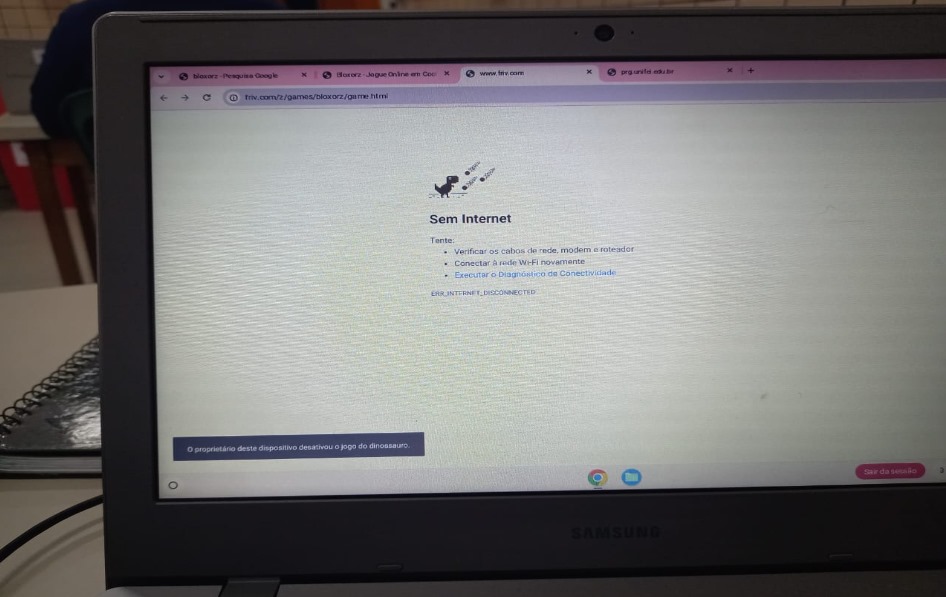 bloxorz - Pesquisa Google
Bloxorz - Jogue Online em Coo
www.friv.com
prg.unifei.edu.br
friv.com/z/games/bloxorz/game.html
Sem Internet
Tente:
Verificar os cabos de rede, modem e roteador
Conectar à rede Wi-Fi novamente
Executar o Diagnóstico de Conectividade
ERR_INTERNET_DISCONNECTED
O proprietário deste dispositivo desativou o jogo do dinossauro.
Sair da sessão
SAMSUNG